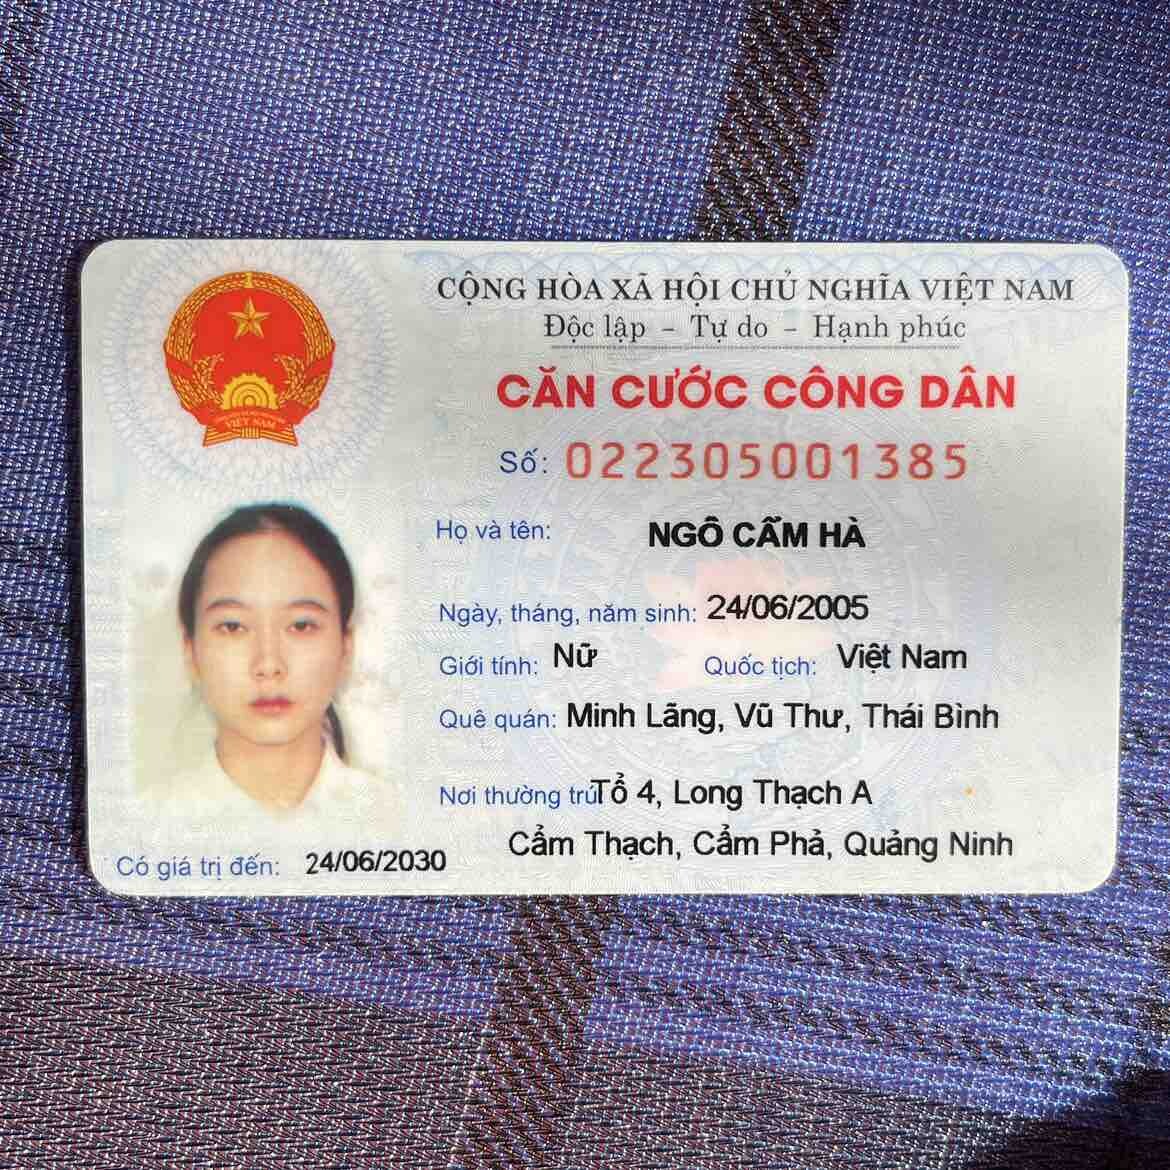 CỘNG HÒA XÃ HỘI CHỦ NGHĨA VIỆT NAM
Độc lập – Tự do – Hạnh phúc
CĂN CƯỚC CÔNG DÂN
Số: 022305001385
Họ và tên: NGÔ CẨM HÀ
Ngày, tháng, năm sinh: 24/06/2005
Giới tính: Nữ Quốc tịch: Việt Nam
Quê quán: Minh Lãng, Vũ Thư, Thái Bình
Nơi thường trú: Tổ 4, Long Thạch A
Cẩm Thạch, Cẩm Phả, Quảng Ninh
Có giá trị đến: 24/06/2030
VIỆT NAM